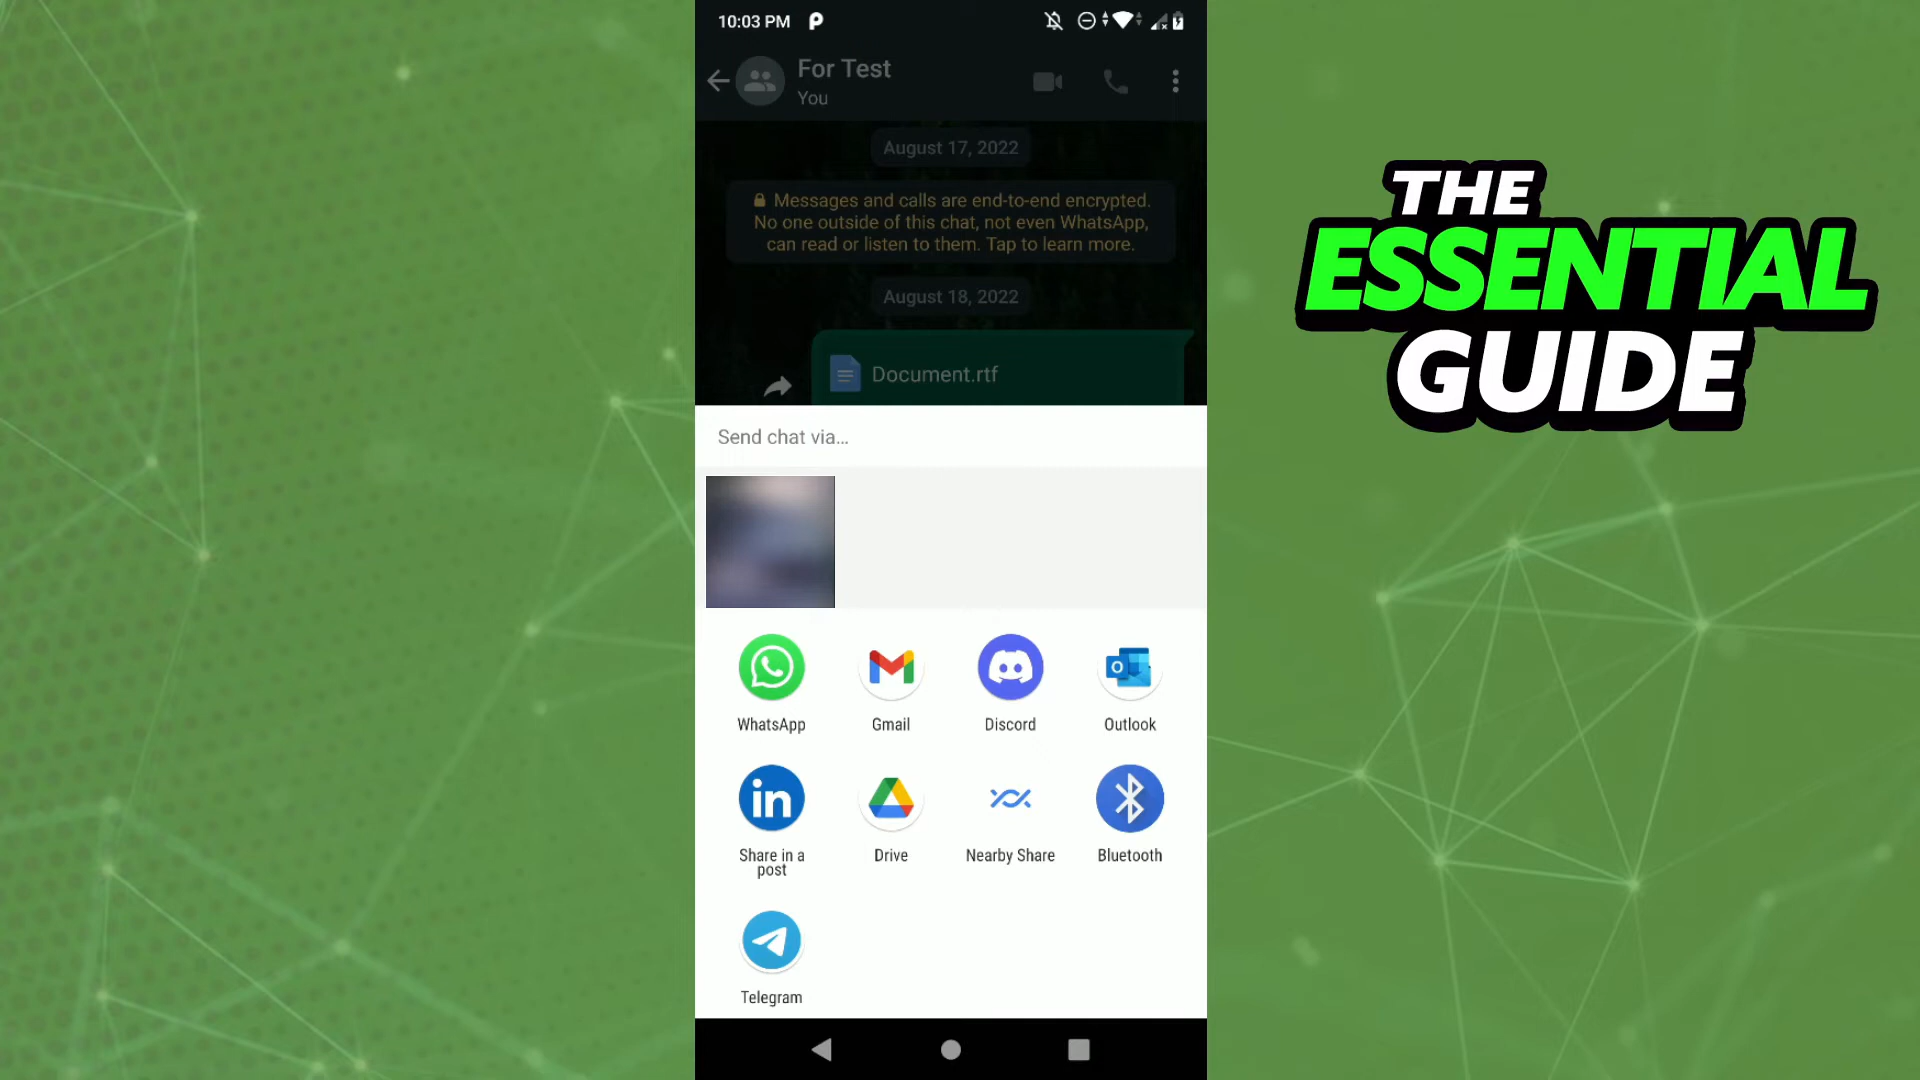 10:03 PM
For Test
You
August 17, 2022
Messages and calls are end-to-end encrypted.
No one outside of this chat, not even WhatsApp,
can read or listen to them. Tap to learn more.
August 18, 2022
Document.rtf
Send chat via...
WhatsApp
Gmail
Discord
Outlook
Share in a
post
Drive
Nearby Share
Bluetooth
Telegram
THE
ESSENTIAL
GUIDE